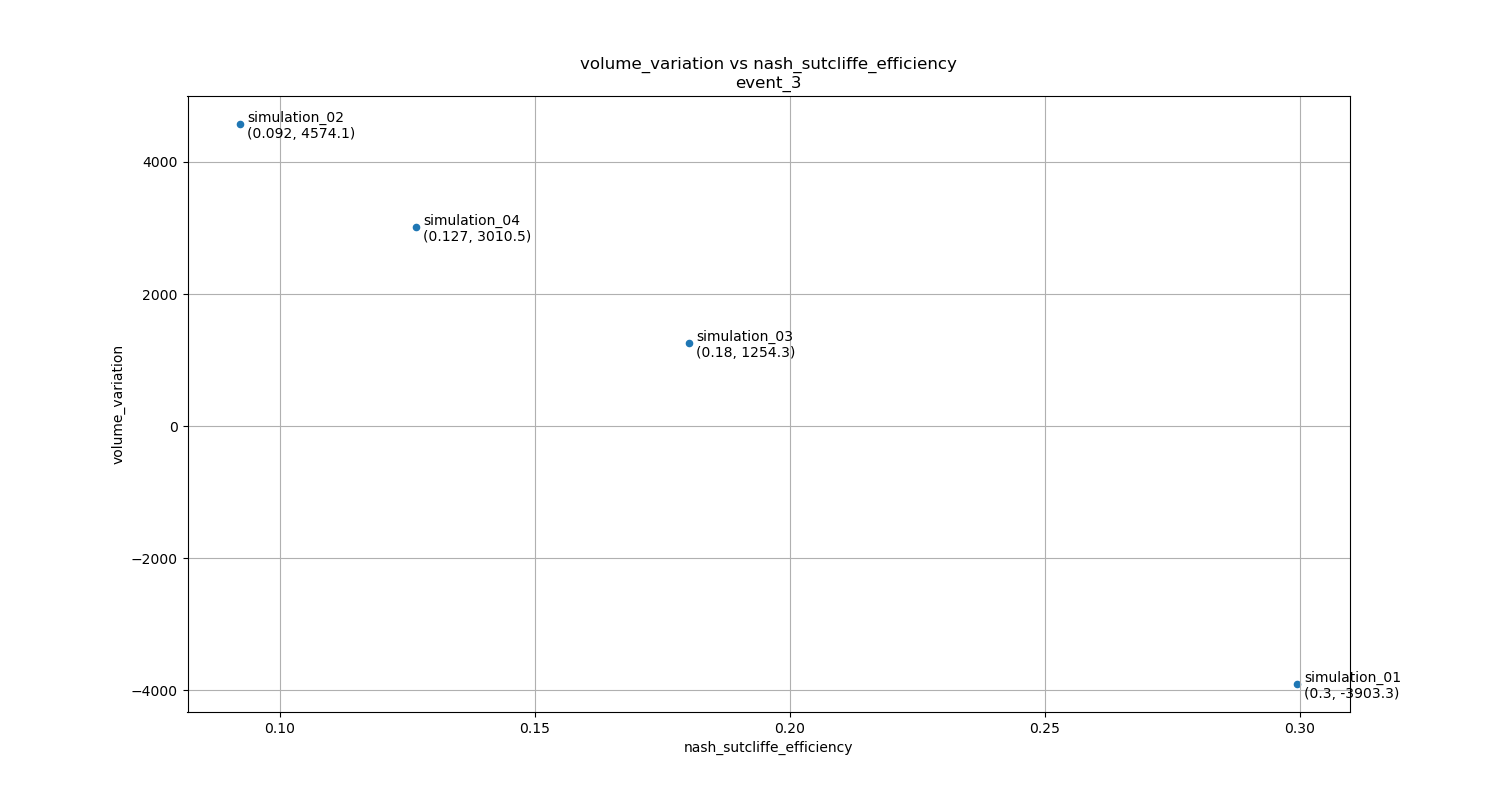 volume_variation vs nash_sutcliffe_efficiency
event_3
simulation_02
(0.092, 4574.1)
4000
simulation_04
(0.127, 3010.5)
2000
simulation_03
(0.18, 1254.3)
volume_variation
0
−2000
simulation_01
(0.3, -3903.3)
−4000
0.10 0.15 0.20 0.25 0.30
nash_sutcliffe_efficiency